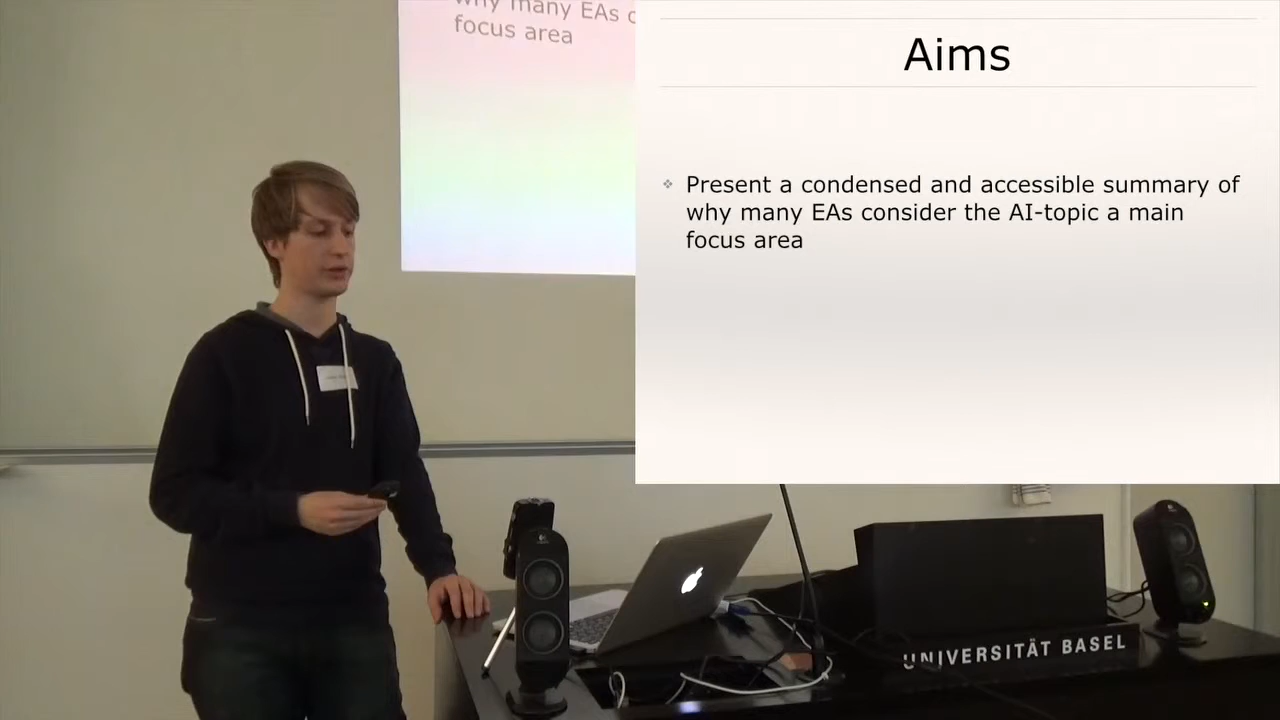 why many EAs c
focus area
Aims
Present a condensed and accessible summary of
why many EAs consider the AI-topic a main
focus area
UNIVERSITÄT BASEL